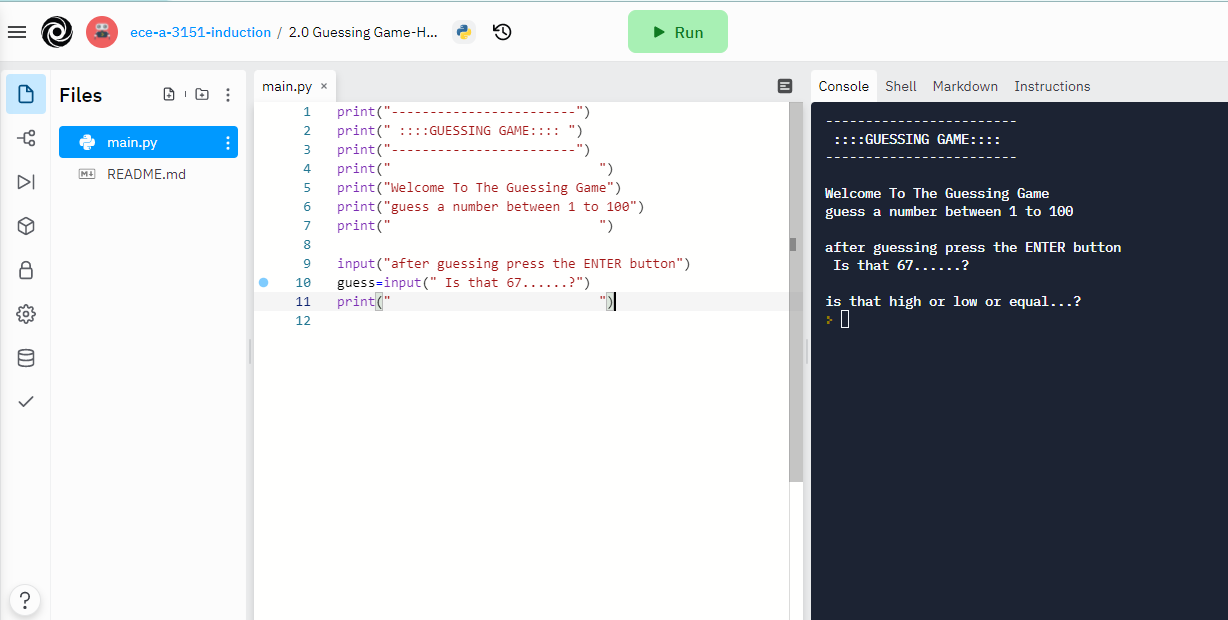 ece-a-3151-induction / 2.0 Guessing Game-H...
Run
Files
main.py
README.md
main.py ×
1 print("-----------------------")
2 print(" ::::GUESSING GAME:::: ")
3 print("-----------------------")
4 print("                          ")
5 print("Welcome To The Guessing Game")
6 print("guess a number between 1 to 100")
7 print("                          ")
8
9 input("after guessing press the ENTER button")
10 guess=input(" Is that 67......?")
11 print("                          ")
12
Console Shell Markdown Instructions
------------------------
::::GUESSING GAME::::
------------------------
Welcome To The Guessing Game
guess a number between 1 to 100
after guessing press the ENTER button
Is that 67......?
is that high or low or equal...?
?